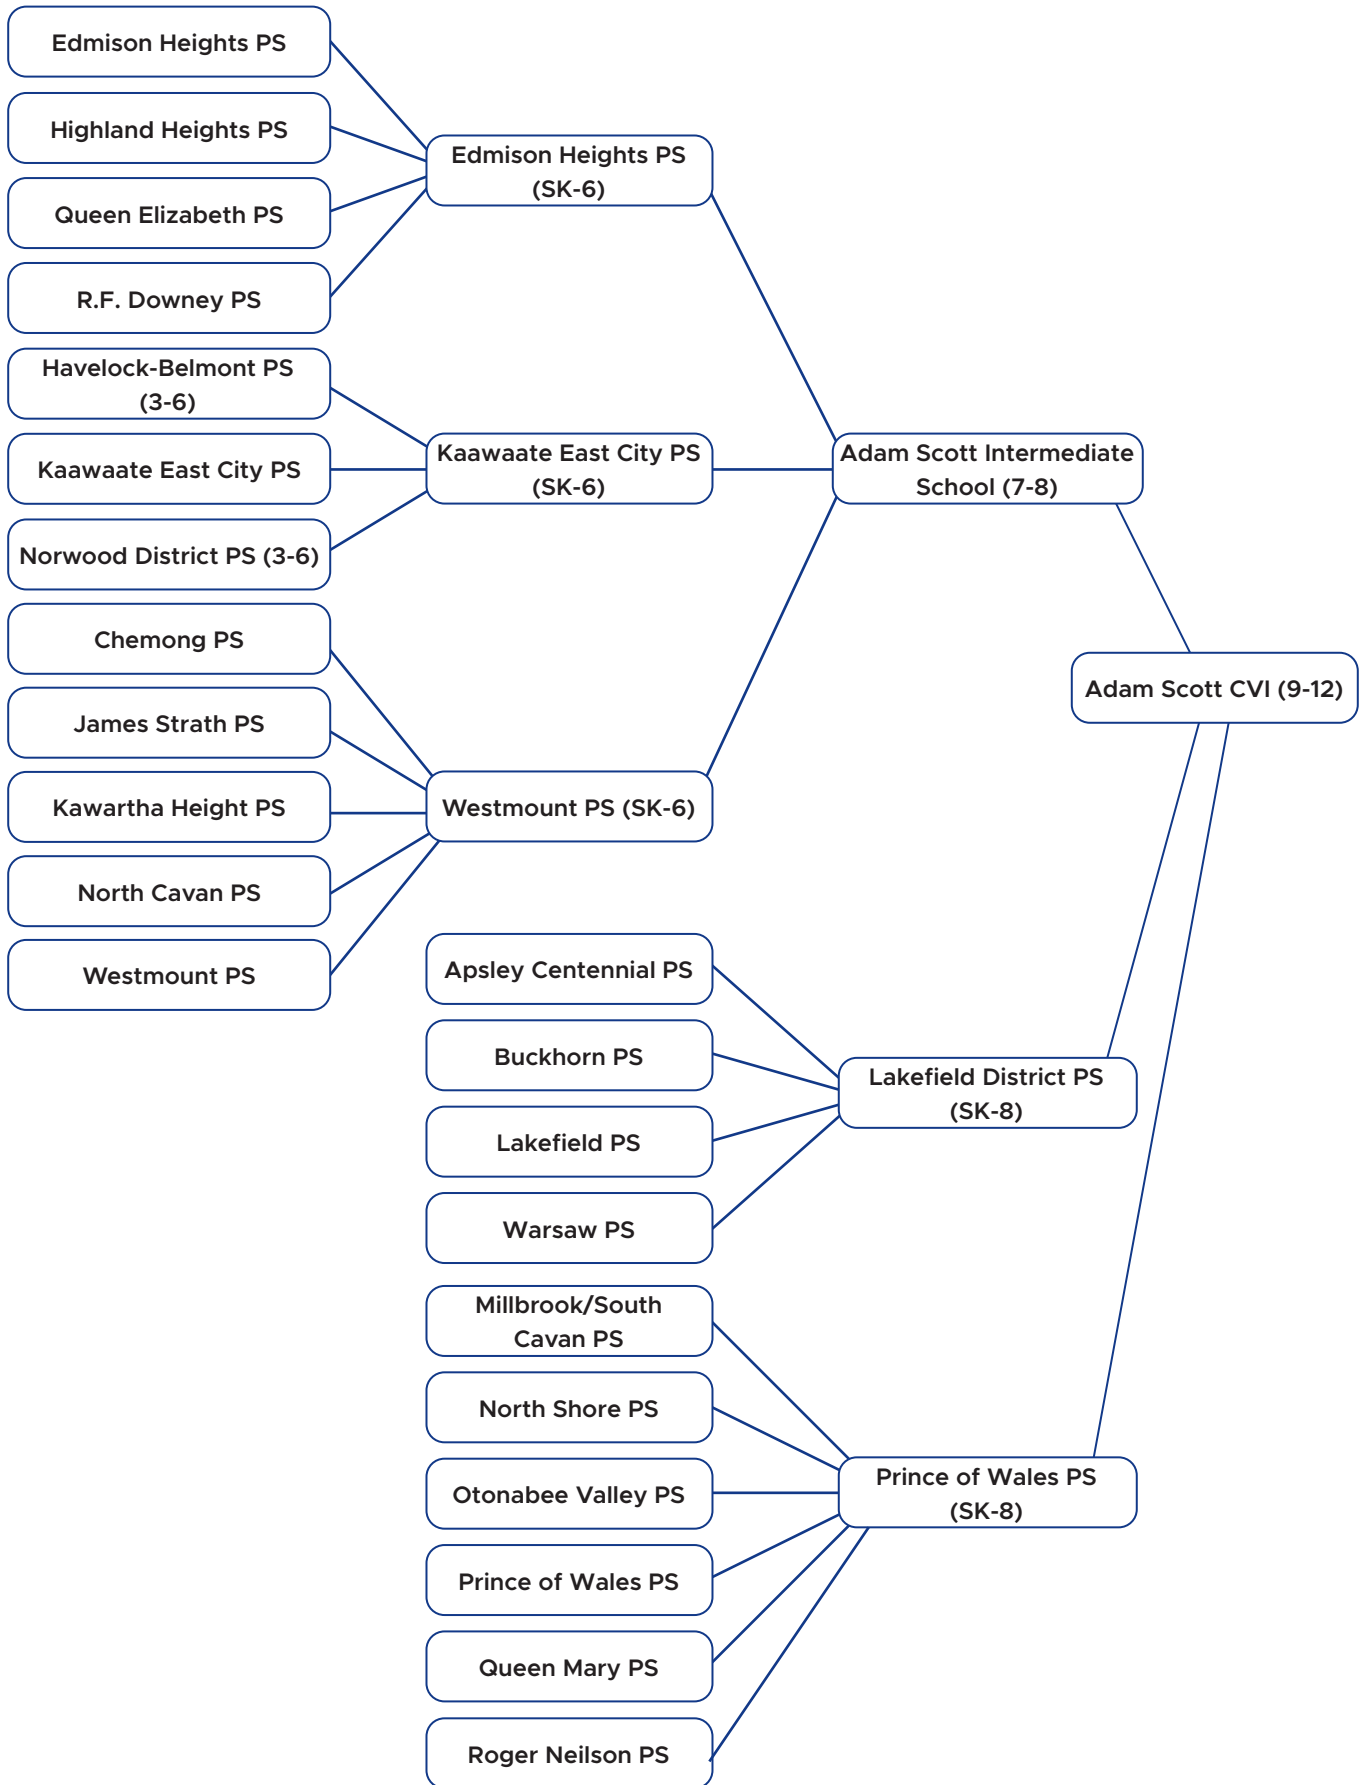 Edmison Heights PS
Highland Heights PS
Queen Elizabeth PS
R.F. Downey PS
Havelock-Belmont PS
(3-6)
Kaawaate East City PS
Norwood District PS (3-6)
Chemong PS
James Strath PS
Kawartha Height PS
North Cavan PS
Westmount PS
Edmison Heights PS
(SK-6)
Kaawaate East City PS
(SK-6)
Westmount PS (SK-6)
Apsley Centennial PS
Buckhorn PS
Lakefield PS
Warsaw PS
Millbrook/South
Cavan PS
North Shore PS
Otonabee Valley PS
Prince of Wales PS
Queen Mary PS
Roger Neilson PS
Adam Scott Intermediate
School (7-8)
Lakefield District PS
(SK-8)
Prince of Wales PS
(SK-8)
Adam Scott CVI (9-12)